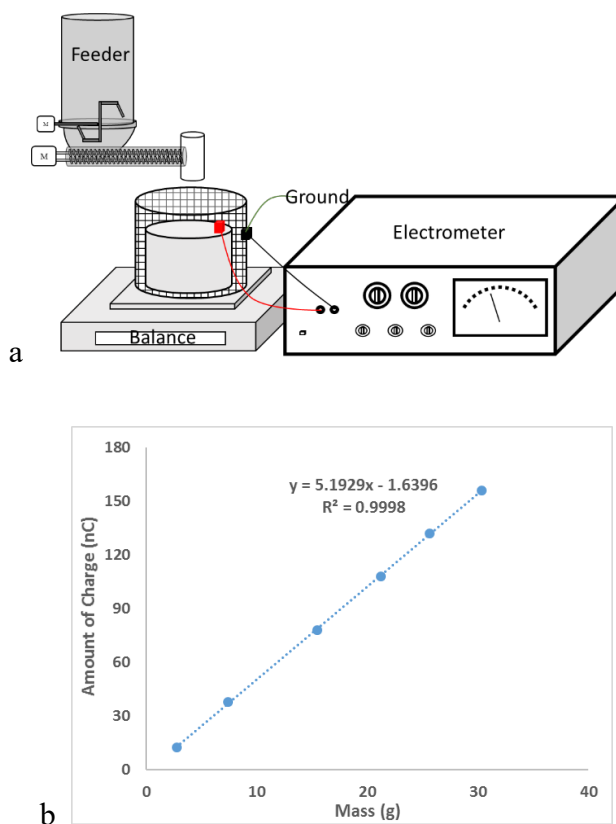 Feeder
M
M
Ground
Electrometer
Balance
a
180
y = 5.1929x - 1.6396
R² = 0.9998
150
120
90
60
30
0
Amount of Charge (nC)
0 10 20 30 40
Mass (g)
b